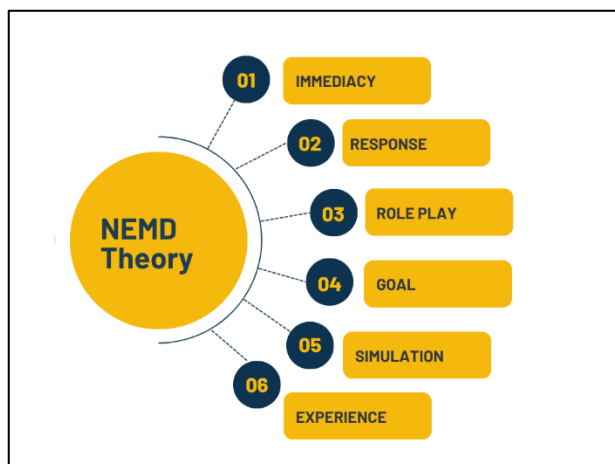 NEMD
Theory
01
IMMEDIACY
02
RESPONSE
03
ROLE PLAY
04
GOAL
05
SIMULATION
06
EXPERIENCE